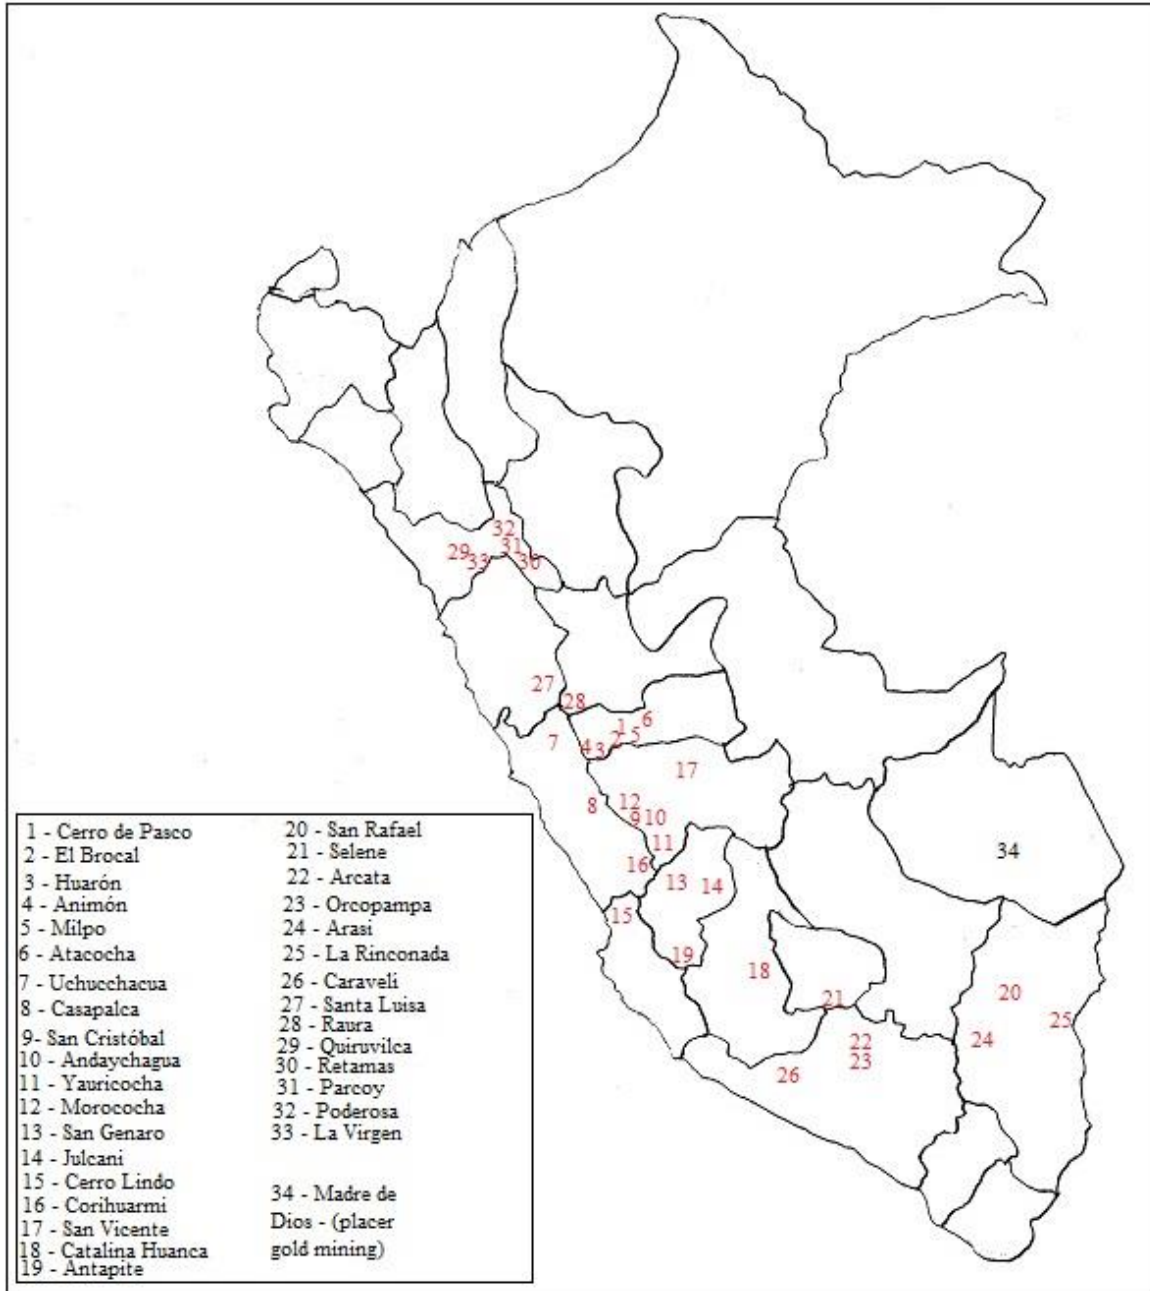 32
31
29
33
30
27
28
6
1
5
2
7
4
3
17
12
8
9
10
11
16
13
14
34
15
19
18
20
21
25
24
22
23
26
1 - Cerro de Pasco
2 - El Brocal
3 - Huarón
4 - Animón
5 - Milpo
6 - Atacocha
7 - Uchucchacua
8 - Casapalca
9- San Cristóbal
10 - Andaychagua
11 - Yauricocha
12 - Morococha
13 - San Genaro
14 - Julcani
15 - Cerro Lindo
16 - Corihuarmi
17 - San Vicente
18 - Catalina Huanca
19 - Antapite
20 - San Rafael
21 - Selene
22 - Arcata
23 - Orcopampa
24 - Arasi
25 - La Rinconada
26 - Caraveli
27 - Santa Luisa
28 - Raura
29 - Quiruvilca
30 - Retamas
31 - Parcoy
32 - Poderosa
33 - La Virgen
34 - Madre de
Dios - (placer
gold mining)